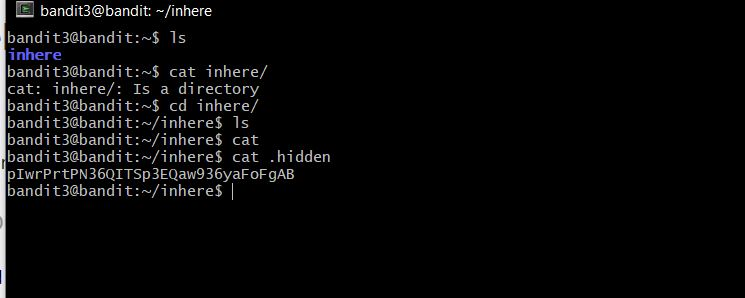 bandit3@bandit: ~/inhere
bandit3@bandit:~$ ls
inhere
bandit3@bandit:~$ cat inhere/
cat: inhere/: Is a directory
bandit3@bandit:~$ cd inhere/
bandit3@bandit:~/inhere$ ls
bandit3@bandit:~/inhere$ cat
bandit3@bandit:~/inhere$ cat .hidden
pIwrPrtPN36QITSp3EQaw936yaFoFgAB
bandit3@bandit:~/inhere$